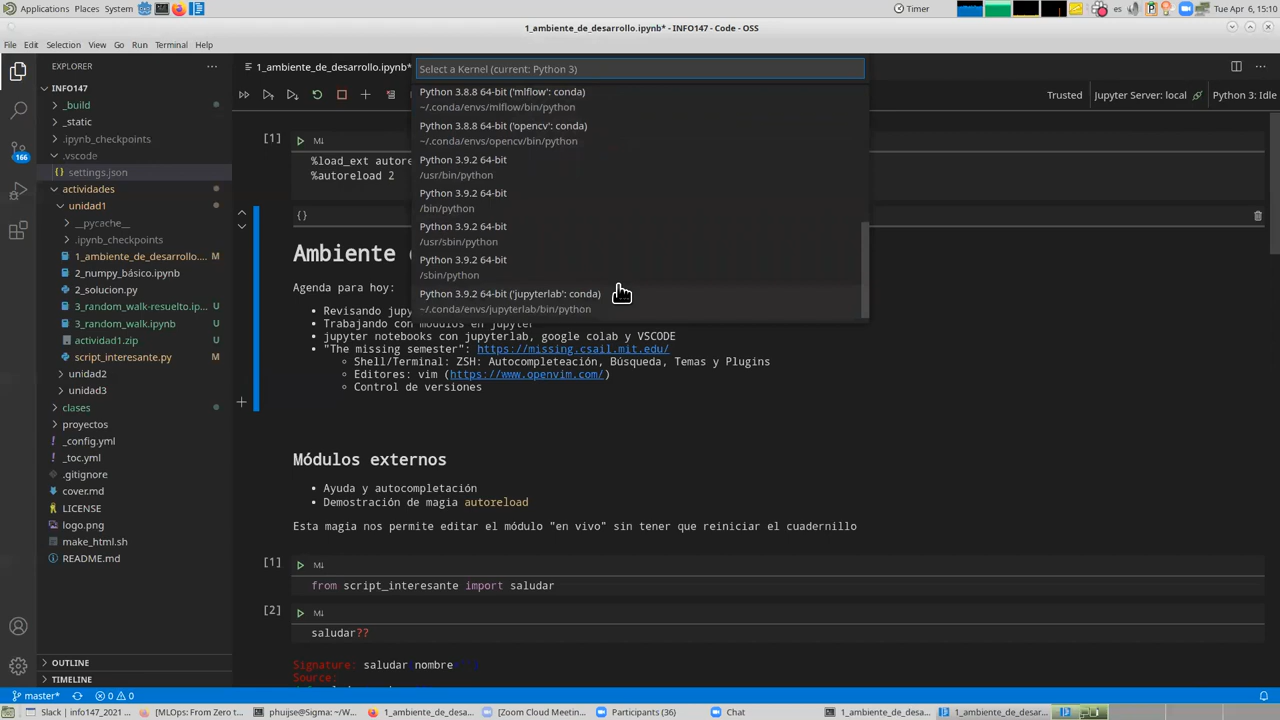 Applications Places System
Timer
es
Tue Apr 6, 15:10
1_ambiente_de_desarrollo.ipynb* - INFO147 - Code - OSS
File Edit Selection View Go Run Terminal Help
EXPLORER
INFO147
_build
_static
.ipynb_checkpoints
.vscode
settings.json
actividades
unidad1
__pycache__
.ipynb_checkpoints
1_ambiente_de_desarrollo.... M
2_numpy_básico.ipynb
2_solucion.py
3_random_walk-resuelto.ip...
3_random_walk.ipynb
actividad1.zip
script_interesante.py M
unidad2
unidad3
clases
proyectos
_config.yml
_toc.yml
.gitignore
cover.md
LICENSE
logo.png
make_html.sh
README.md
OUTLINE
TIMELINE
166
1_ambiente_de_desarrollo.ipynb*
Trusted
Jupyter Server: local
Python 3: Idle
Select a Kernel (current: Python 3)
Python 3.8.8 64-bit ('mlflow': conda)
~/.conda/envs/mlflow/bin/python
Python 3.8.8 64-bit ('opencv': conda)
~/.conda/envs/opencv/bin/python
Python 3.9.2 64-bit
/usr/bin/python
Python 3.9.2 64-bit
/bin/python
Python 3.9.2 64-bit
/usr/sbin/python
Python 3.9.2 64-bit
/sbin/python
Python 3.9.2 64-bit ('jupyterlab': conda)
~/.conda/envs/jupyterlab/bin/python
[1]
M↓
%load_ext autore
%autoreload 2
{}
Ambiente
Agenda para hoy:
Revisando jupy
Trabajando con módulos en jupyter
jupyter notebooks con jupyterlab, google colab y VSCODE
"The missing semester": https://missing.csail.mit.edu/
Shell/Terminal: ZSH: Autocompleteación, Búsqueda, Temas y Plugins
Editores: vim (https://www.openvim.com/)
Control de versiones
Módulos externos
Ayuda y autocompletación
Demostración de magia autoreload
Esta magia nos permite editar el módulo "en vivo" sin tener que reiniciar el cuadernillo
[1]
M↓
from script_interesante import saludar
[2]
M↓
saludar??
Signature: saludar(nombre
Source:
master*
0 0
Slack | info147_2021
[MLOps: From Zero t...
phuijse@Sigma: ~/W...
1_ambiente_de_desa...
[Zoom Cloud Meetin...
Participants (36)
Chat
1_ambiente_de_desa...
1_ambiente_de_desar...